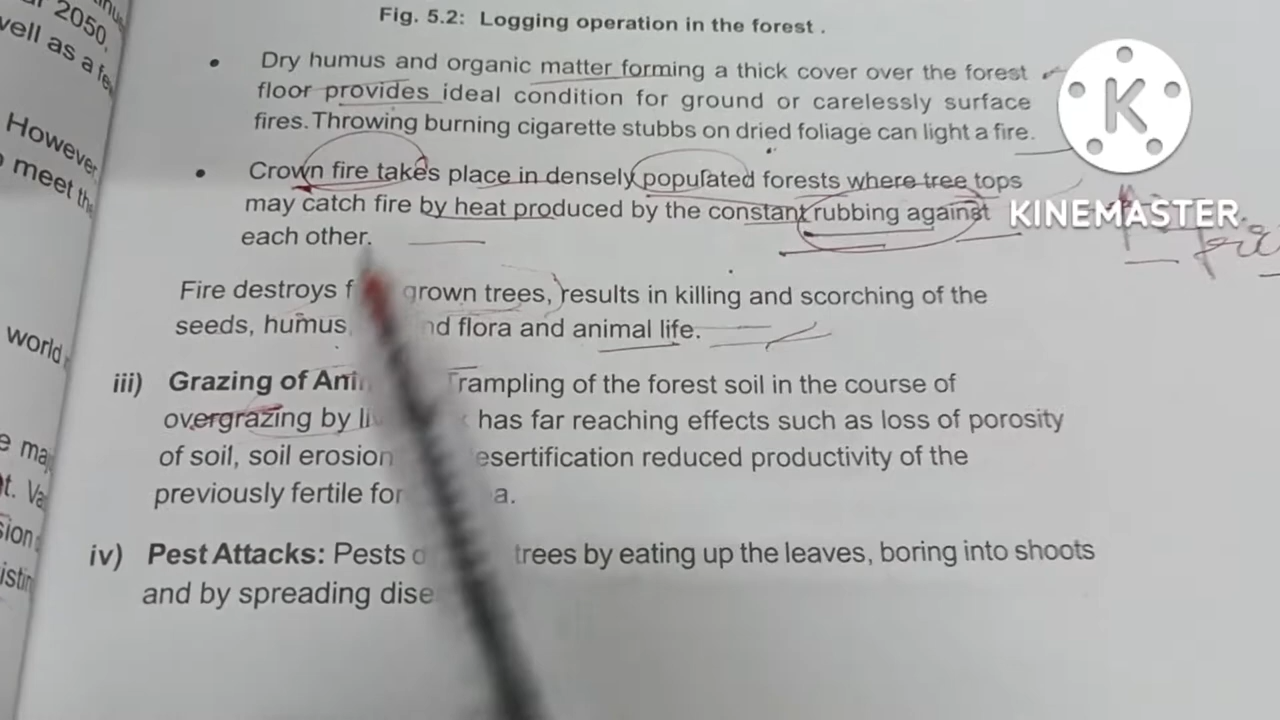 2050,
well as a fe
However,
meet the
world
e maj
t. Va
sion
istin
Fig. 5.2: Logging operation in the forest .
• Dry humus and organic matter forming a thick cover over the forest
floor provides ideal condition for ground or carelessly surface
fires.Throwing burning cigarette stubbs on dried foliage can light a fire.
• Crown fire takes place in densely populated forests where tree tops
may catch fire by heat produced by the constant rubbing against
each other.
Fire destroys f grown trees, results in killing and scorching of the
seeds, humus, nd flora and animal life.
iii) Grazing of Ani Trampling of the forest soil in the course of
overgrazing by li has far reaching effects such as loss of porosity
of soil, soil erosion esertification reduced productivity of the
previously fertile for a.
iv) Pest Attacks: Pests trees by eating up the leaves, boring into shoots
and by spreading dise
K
KINEMASTER